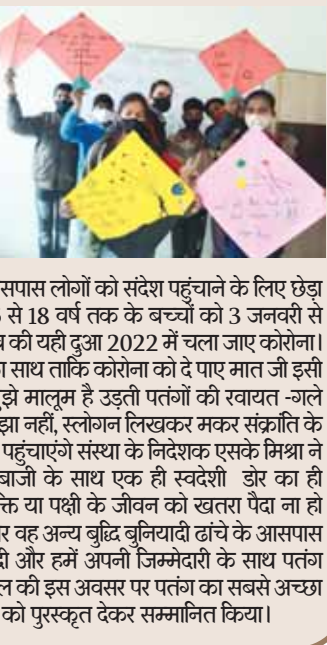 सपास लोगों को संदेश पहुंचाने के लिए छेड़ा
से 18 वर्ष तक के बच्चों को 3 जनवरी से
की यही दुआ 2022 में चला जाए कोरोना।
साथ ताकि कोरोना को दे पाए मात जी इसी
झे मालूम है उड़ती पतंगों की रवायत -गले
झा नहीं, स्लोगन लिखकर मकर संक्रांति के
पहुंचाएंगे संस्था के निदेशक एसके मिश्रा ने
बाजी के साथ एक ही स्वदेशी डोर का ही
क्ति या पक्षी के जीवन को खतरा पैदा ना हो
र वह अन्य बुद्धि बुनियादी ढांचे के आसपास
दी और हमें अपनी जिम्मेदारी के साथ पतंग
ल की इस अवसर पर पतंग का सबसे अच्छा
को पुरस्कृत देकर सम्मानित किया।